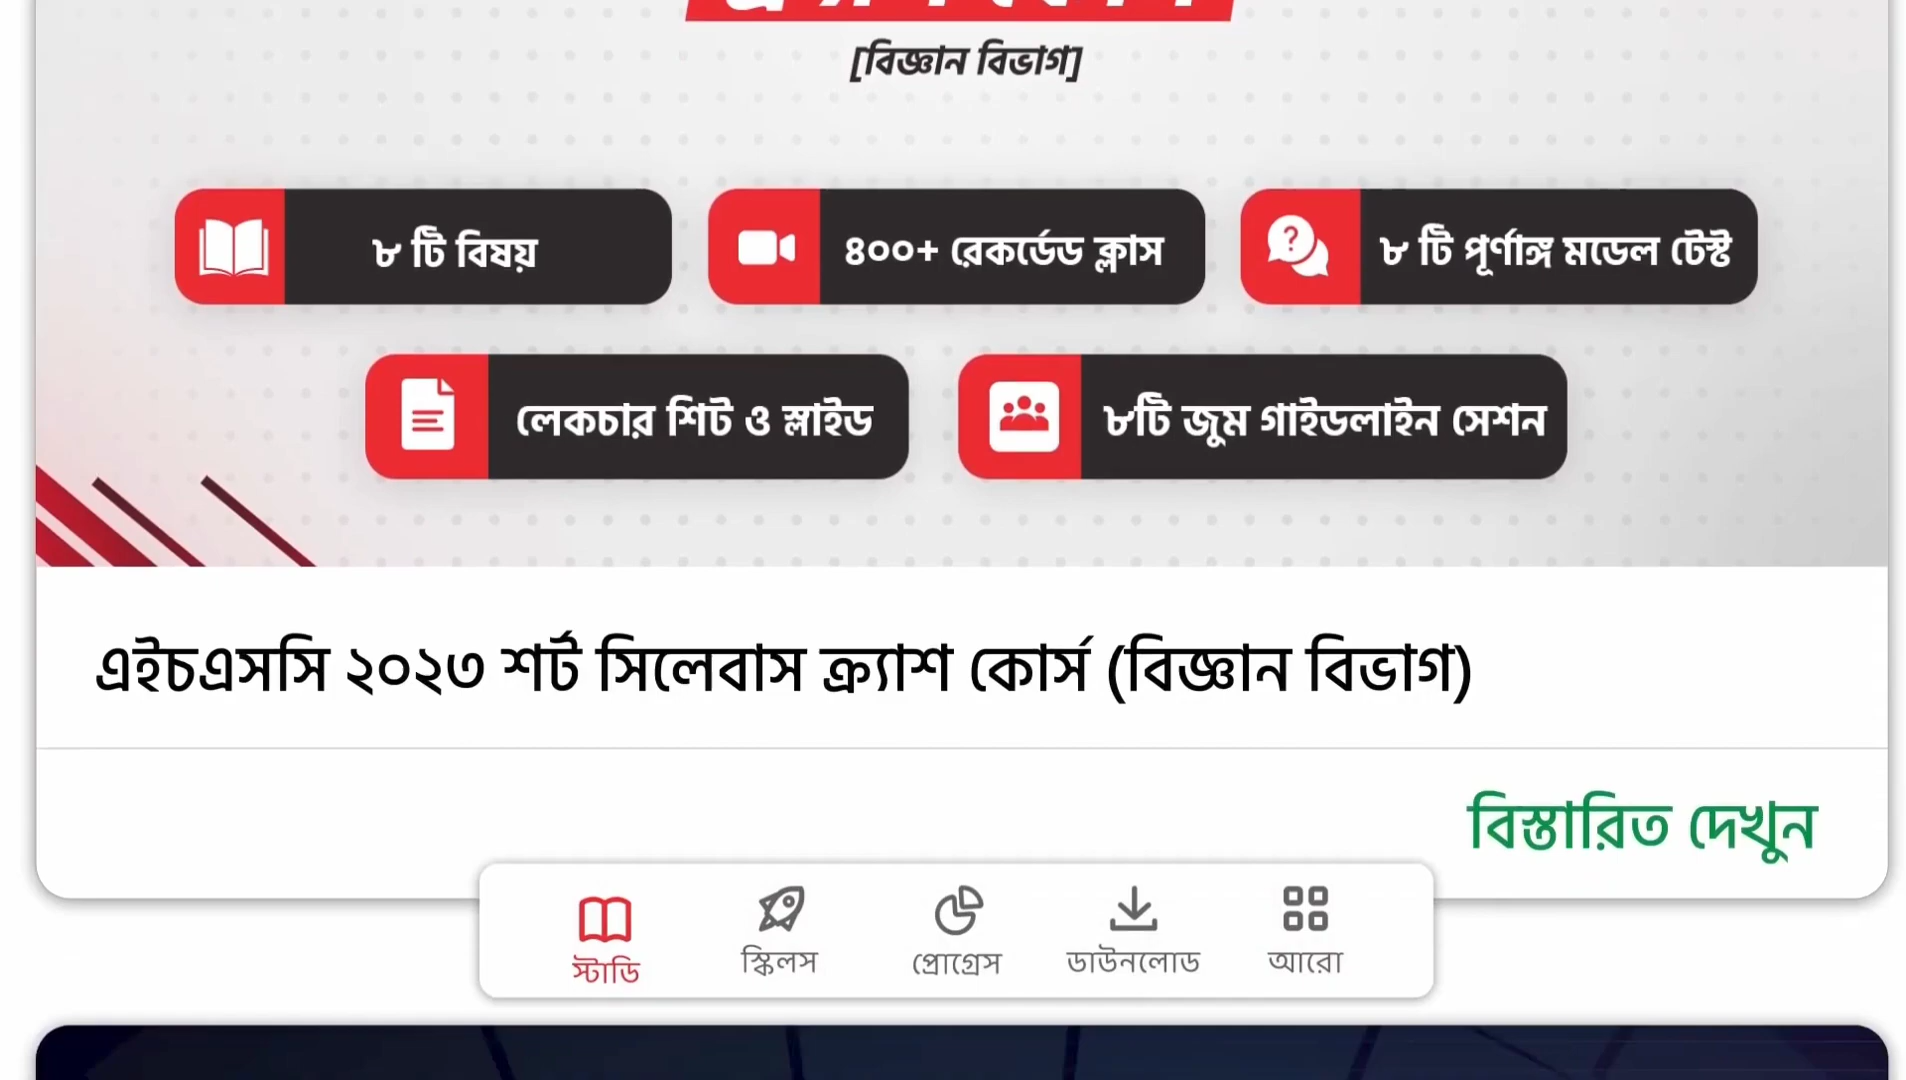 [বিজ্ঞান বিভাগ]
৮ টি বিষয়
৪০০+ রেকর্ডেড ক্লাস
৮ টি পূর্ণাঙ্গ মডেল টেস্ট
লেকচার শিট ও স্লাইড
৮টি জুম গাইডলাইন সেশন
এইচএসসি ২০২৩ শর্ট সিলেবাস ক্র্যাশ কোর্স (বিজ্ঞান বিভাগ)
বিস্তারিত দেখুন
স্টাডি
স্কিলস
প্রোগ্রেস
ডাউনলোড
আরো